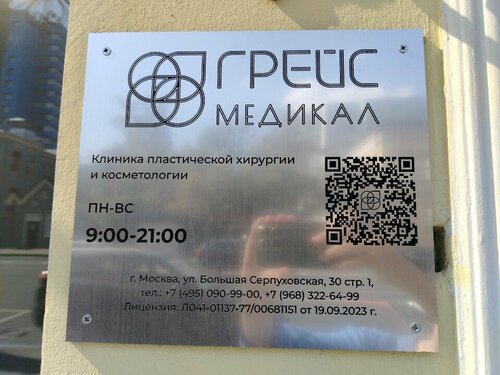 ГРЕЙС
МЕДИКАЛ
Клиника пластической хирургии
и косметологии
ПН-ВС
9:00-21:00
г. Москва, ул. Большая Серпуховская, 30 стр. 1,
тел.: +7 (495) 090-99-00, +7 (968) 322-64-99
Лицензия: Л041-01137-77/00681151 от 19.09.2023 г.